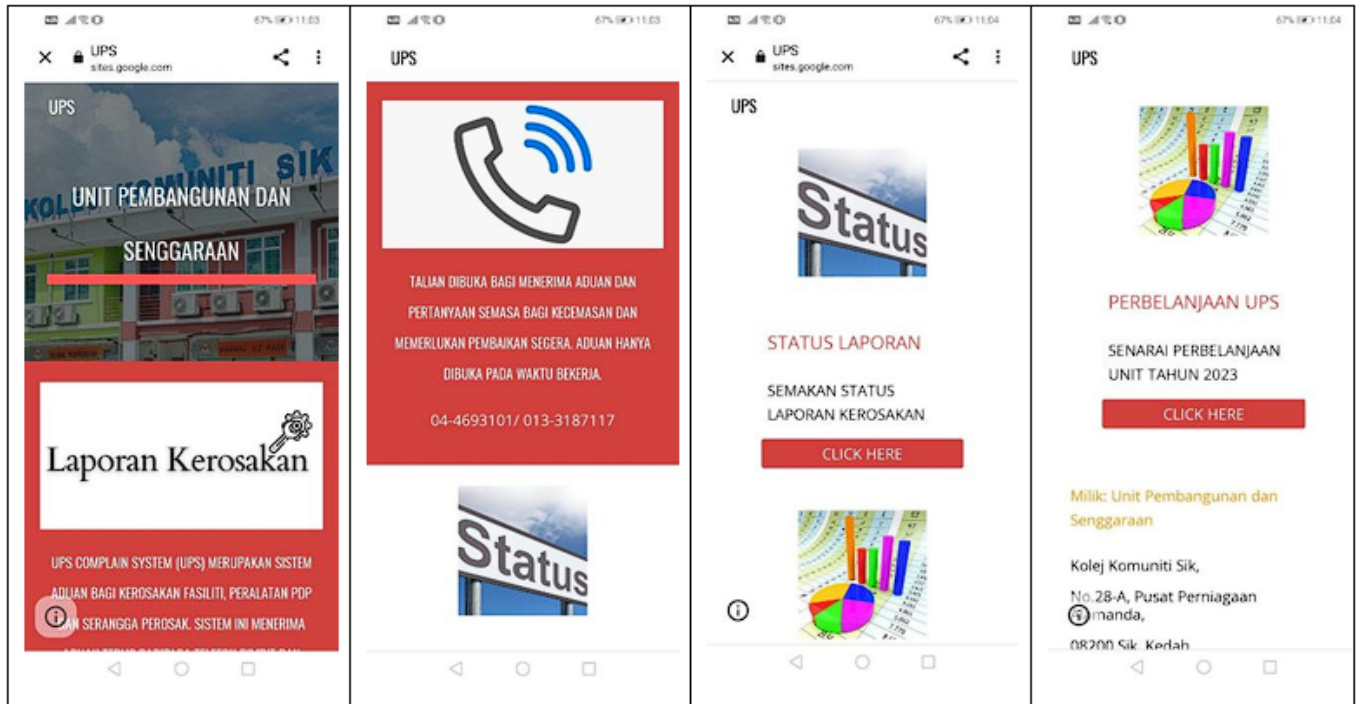 67% 11:03
UPS
sites.google.com
UPS
KOLEJ KOMUNITI SIK
UNIT PEMBANGUNAN DAN
SENGGARAAN
Laporan Kerosakan
UPS COMPLAIN SYSTEM (UPS) MERUPAKAN SISTEM
ADUAN BAGI KEROSAKAN FASILITI, PERALATAN PDP
DAN SERANGGA PEROSAK. SISTEM INI MENERIMA
67% 11:03
UPS
TALIAN DIBUKA BAGI MENERIMA ADUAN DAN
PERTANYAAN SEMASA BAGI KECEMASAN DAN
MEMERLUKAN PEMBAIKAN SEGERA. ADUAN HANYA
DIBUKA PADA WAKTU BEKERJA.
04-4693101/ 013-3187117
Status
67% 11:04
UPS
sites.google.com
UPS
Status
STATUS LAPORAN
SEMAKAN STATUS
LAPORAN KEROSAKAN
CLICK HERE
67% 11:04
UPS
PERBELANJAAN UPS
SENARAI PERBELANJAAN
UNIT TAHUN 2023
CLICK HERE
Milik: Unit Pembangunan dan
Senggaraan
Kolej Komuniti Sik,
No.28-A, Pusat Perniagaan
manda,
08200 Sik, Kedah